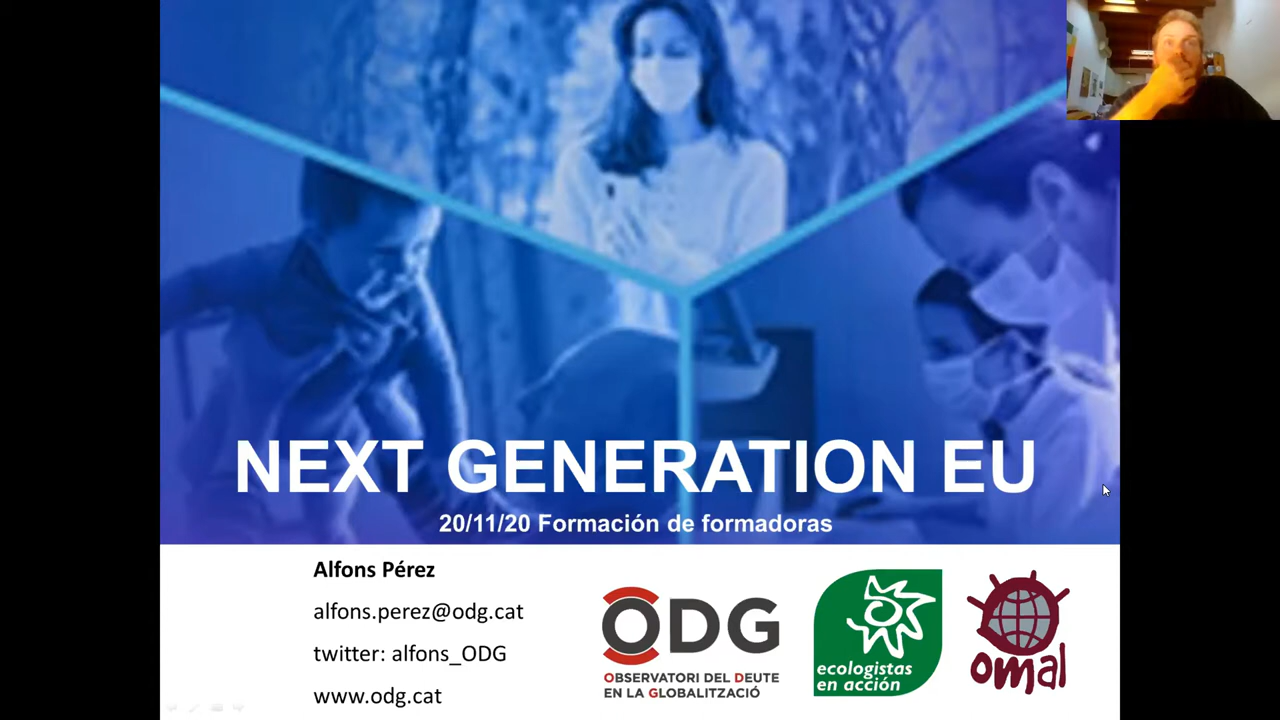 NEXT GENERATION EU
20/11/20 Formación de formadoras
Alfons Pérez
alfons.perez@odg.cat
twitter: alfons_ODG
www.odg.cat
ODG
OBSERVATORI DEL DEUTE
EN LA GLOBALITZACIÓ
ecologistas
en acción
omal